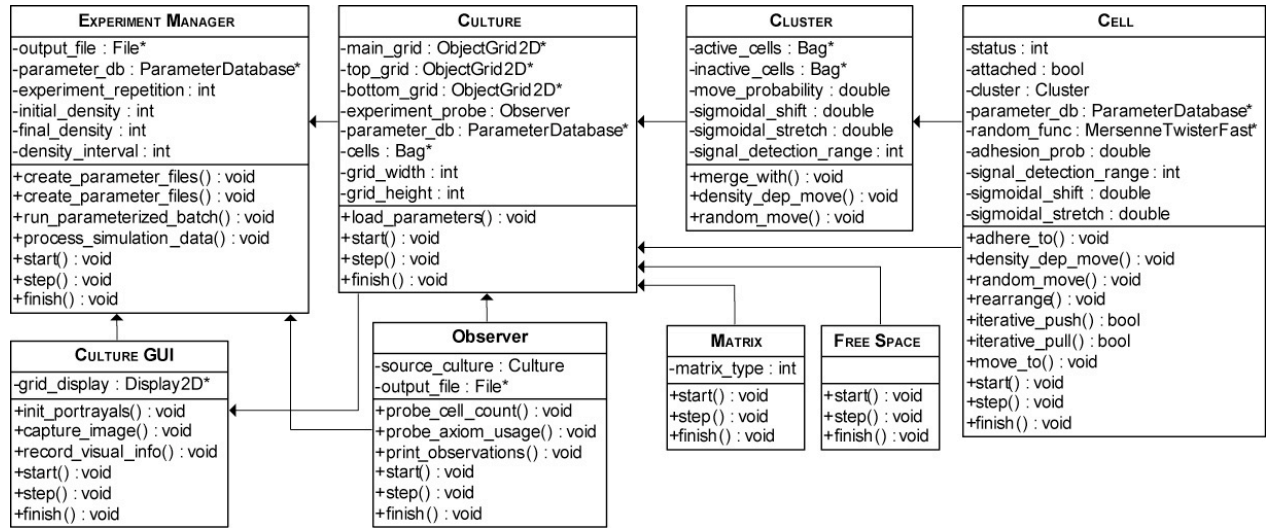 EXPERIMENT MANAGER
-output_file : File*
-parameter_db : ParameterDatabase*
-experiment_repetition : int
-initial_density : int
-final_density : int
-density_interval : int
+create_parameter_files() : void
+create_parameter_files() : void
+run_parameterized_batch() : void
+process_simulation_data() : void
+start() : void
+step() : void
+finish() : void
CULTURE
-main_grid : ObjectGrid2D*
-top_grid : ObjectGrid2D*
-bottom_grid : ObjectGrid2D*
-experiment_probe : Observer
-parameter_db : ParameterDatabase*
-cells : Bag*
-grid_width : int
-grid_height : int
+load_parameters() : void
+start() : void
+step() : void
+finish() : void
CLUSTER
-active_cells : Bag*
-inactive_cells : Bag*
-move_probability : double
-sigmoidal_shift : double
-sigmoidal_stretch : double
-signal_detection_range : int
+merge_with() : void
+density_dep_move() : void
+random_move() : void
CELL
-status : int
-attached : bool
-cluster : Cluster
-parameter_db : ParameterDatabase*
-random_func : MersenneTwisterFast*
-adhesion_prob : double
-signal_detection_range : int
-sigmoidal_shift : double
-sigmoidal_stretch : double
+adhere_to() : void
+density_dep_move() : void
+random_move() : void
+rearrange() : void
+iterative_push() : bool
+iterative_pull() : bool
+move_to() : void
+start() : void
+step() : void
+finish() : void
CULTURE GUI
-grid_display : Display2D*
+init_portrayals() : void
+capture_image() : void
+record_visual_info() : void
+start() : void
+step() : void
+finish() : void
Observer
-source_culture : Culture
-output_file : File*
+probe_cell_count() : void
+probe_axiom_usage() : void
+print_observations() : void
+start() : void
+step() : void
+finish() : void
MATRIX
-matrix_type : int
+start() : void
+step() : void
+finish() : void
FREE SPACE
+start() : void
+step() : void
+finish() : void